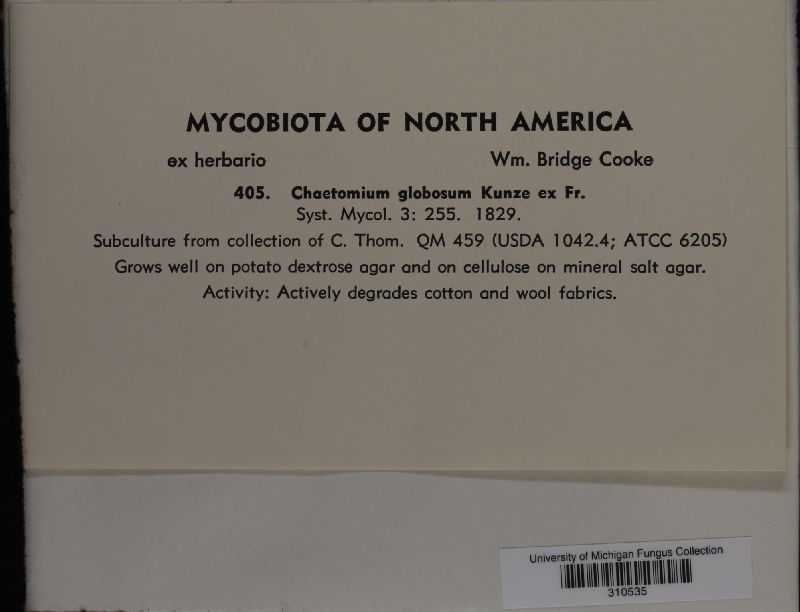 MYCOBIOTA OF NORTH AMERICA
ex herbario Wm. Bridge Cooke
405. Chaetomium globosum Kunze ex Fr.
Syst. Mycol. 3: 255. 1829.
Subculture from collection of C. Thom. QM 459 (USDA 1042.4; ATCC 6205)
Grows well on potato dextrose agar and on cellulose on mineral salt agar.
Activity: Actively degrades cotton and wool fabrics.
University of Michigan Fungus Collection
310535